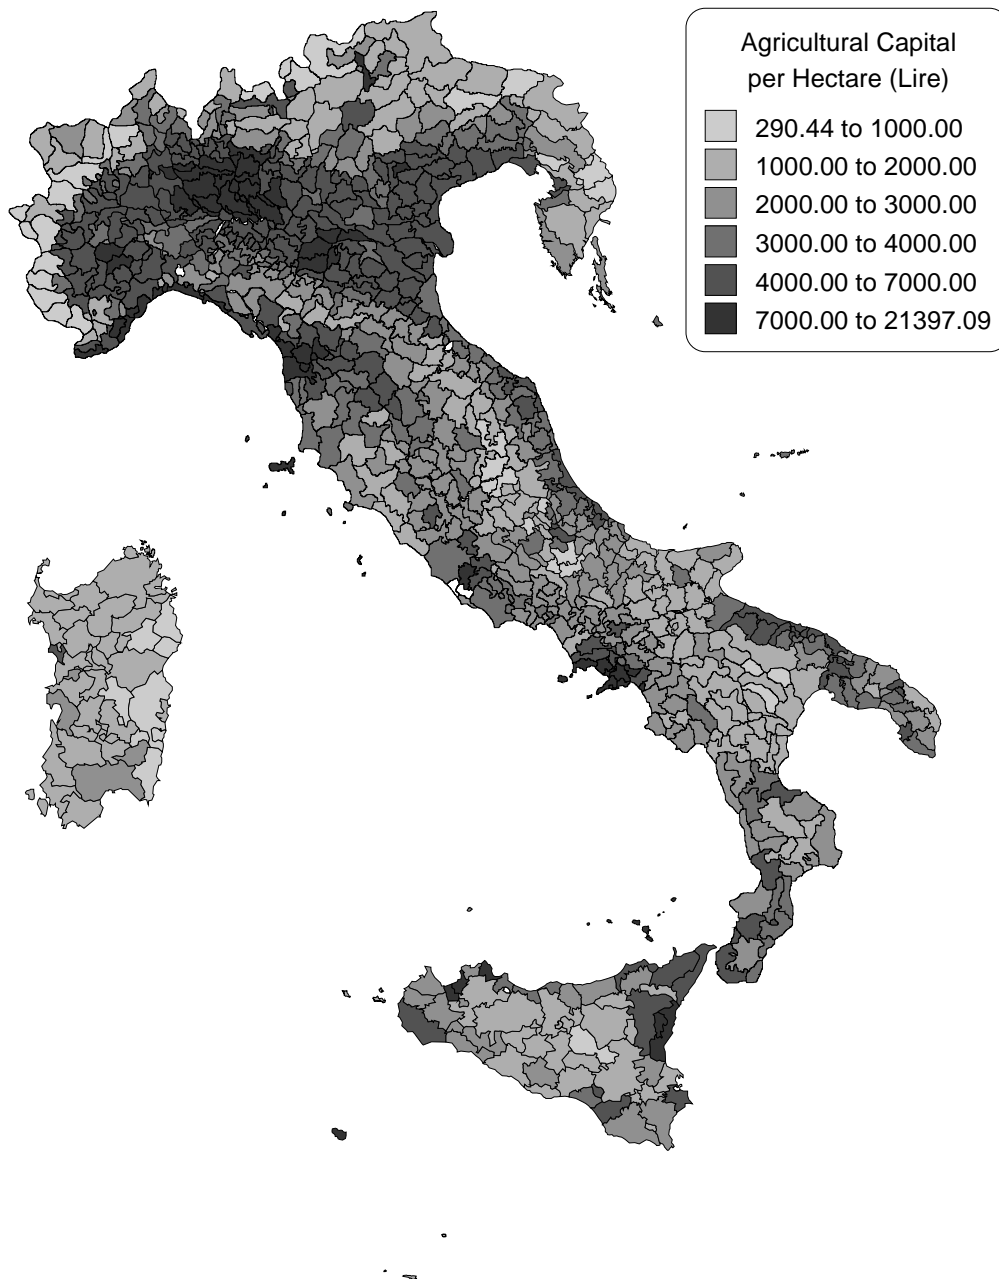 Agricultural Capital
per Hectare (Lire)
290.44 to 1000.00
1000.00 to 2000.00
2000.00 to 3000.00
3000.00 to 4000.00
4000.00 to 7000.00
7000.00 to 21397.09